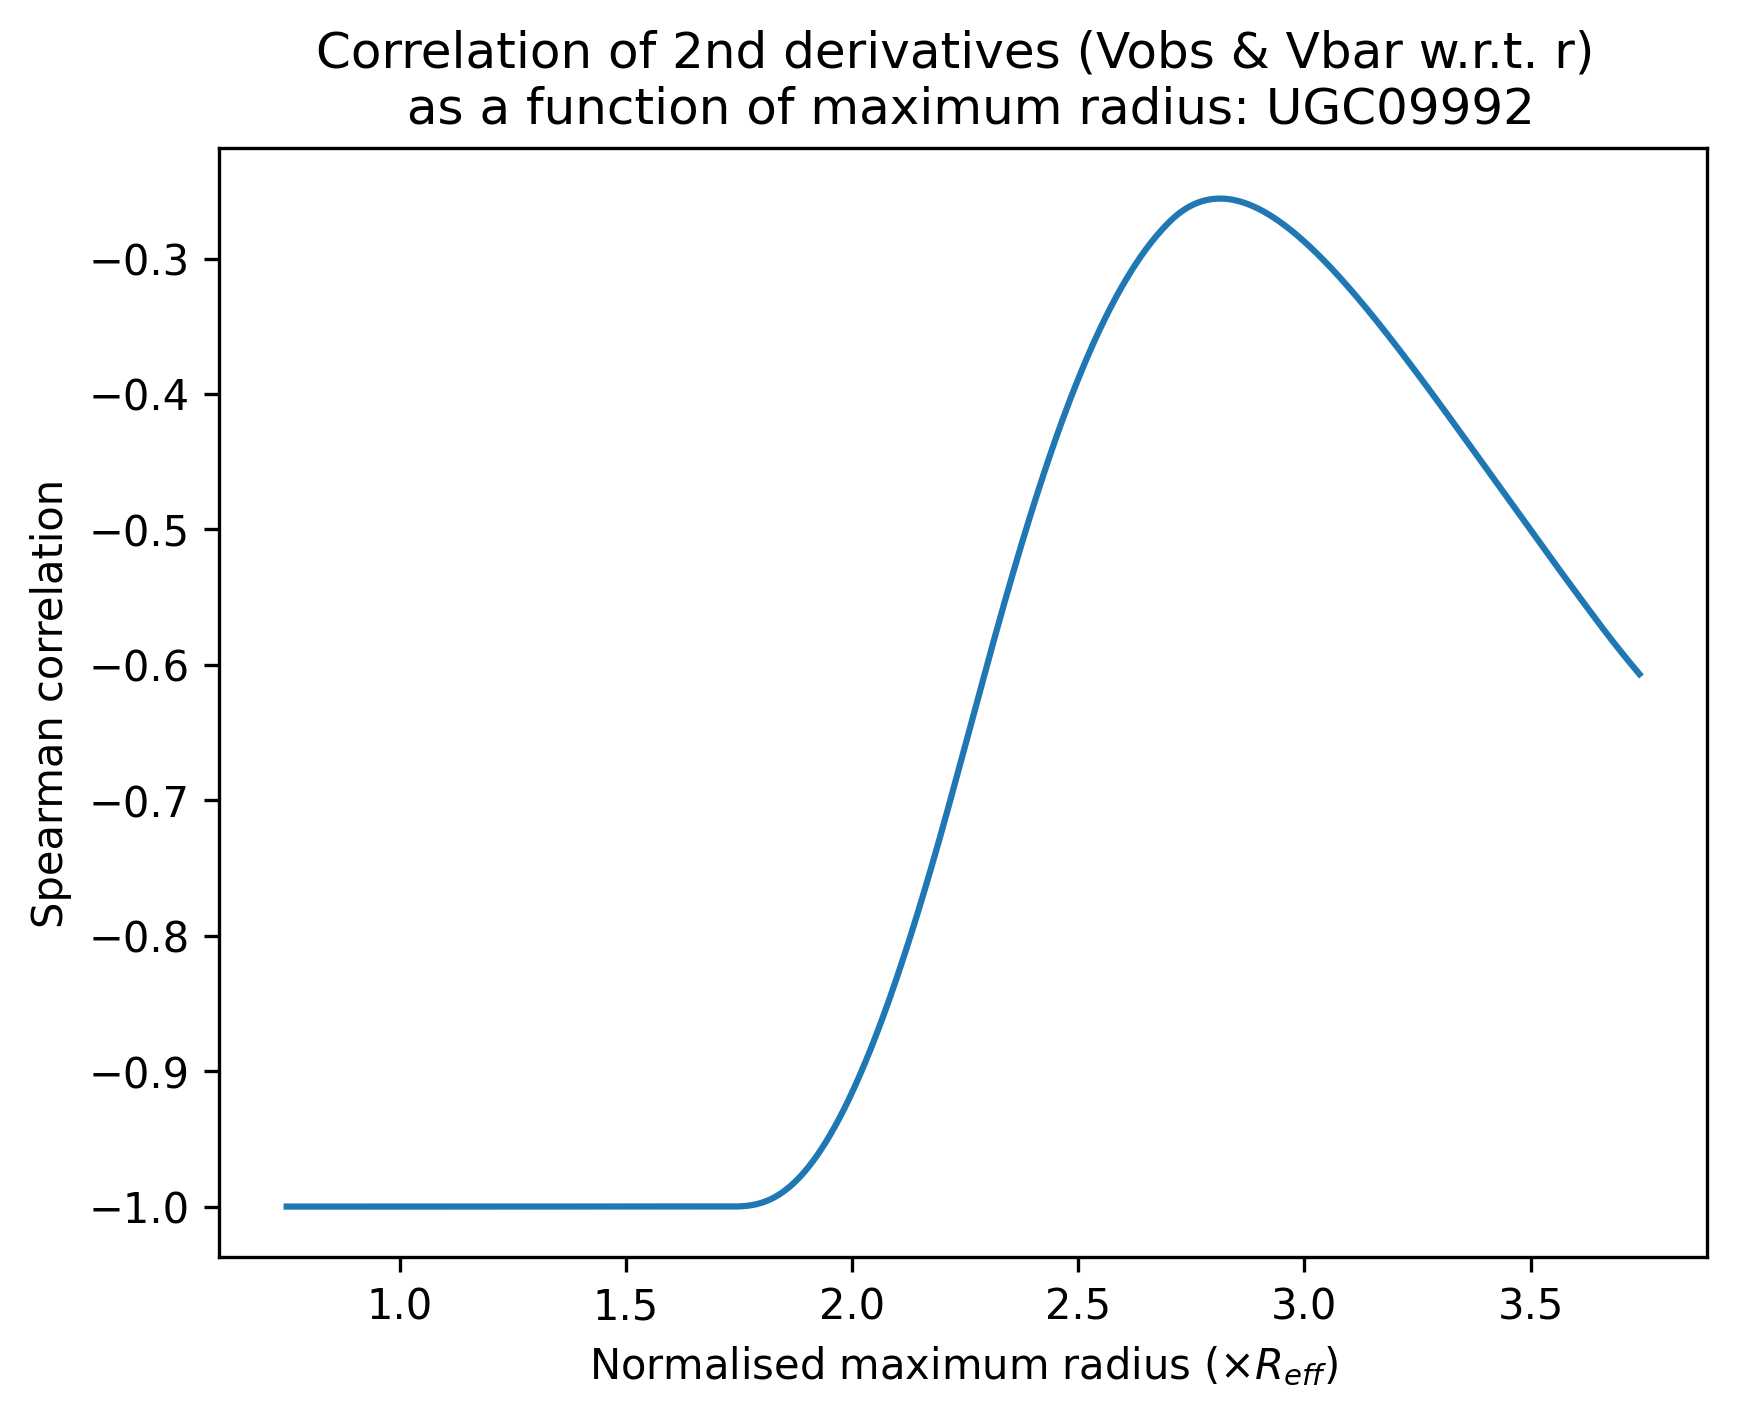 Correlation of 2nd derivatives (Vobs & Vbar w.r.t. r)
as a function of maximum radius: UGC09992
−0.3
−0.4
−0.5
−0.6
−0.7
−0.8
−0.9
−1.0
Spearman correlation
1.0 1.5 2.0 2.5 3.0 3.5
Normalised maximum radius (×R_eff)